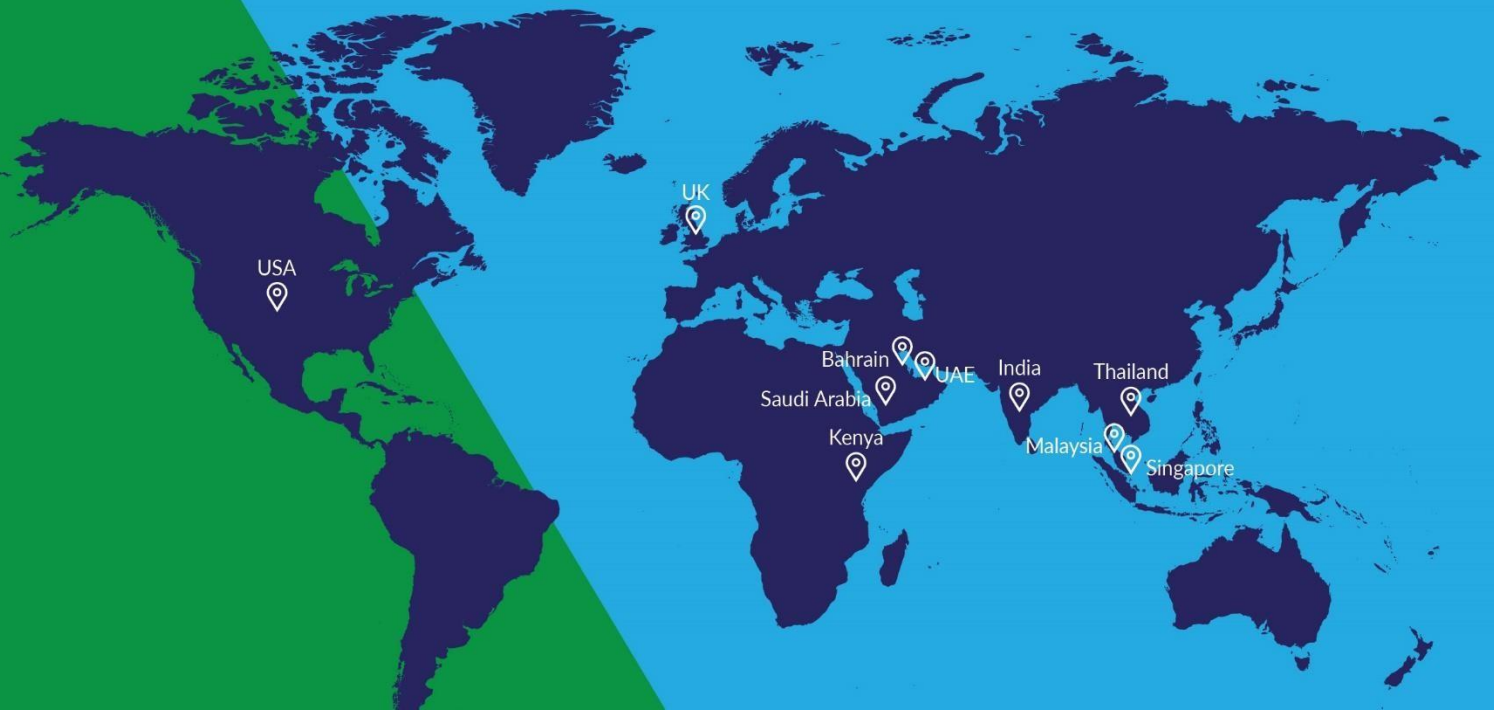 UK
USA
Bahrain
UAE
India
Thailand
Saudi Arabia
Kenya
Malaysia
Singapore